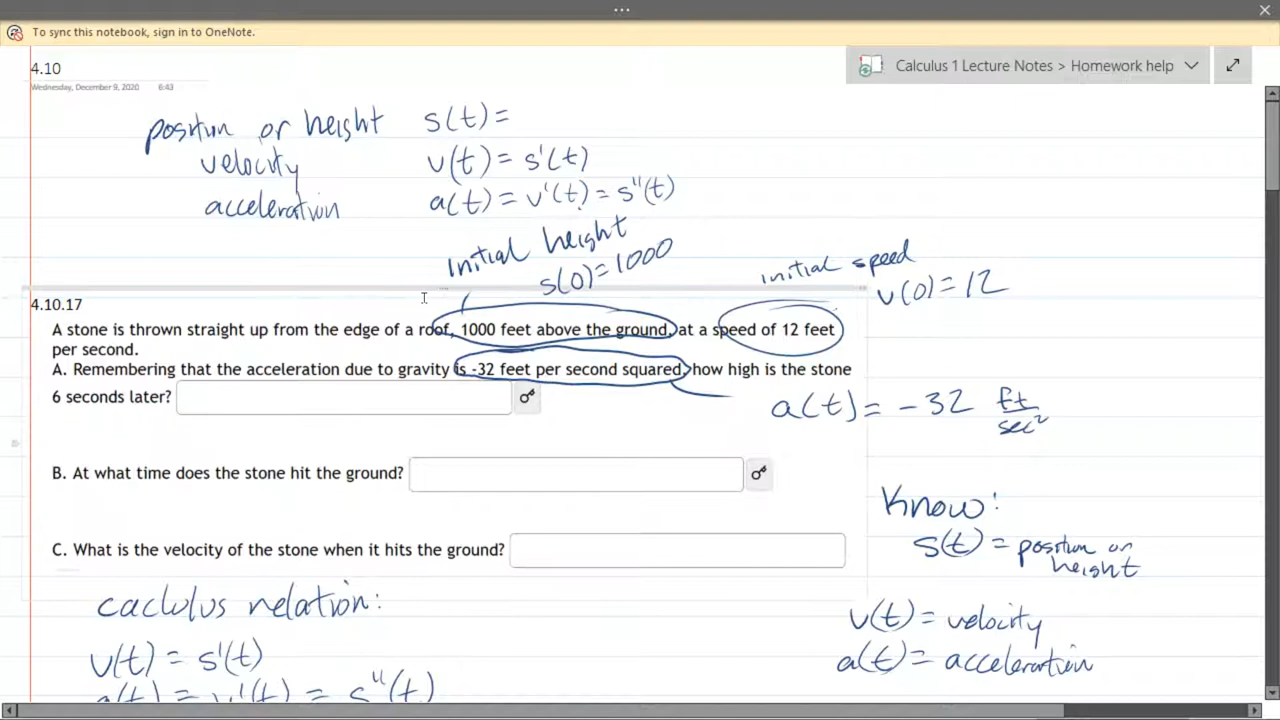 To sync this notebook, sign in to OneNote.
4.10
Calculus 1 Lecture Notes > Homework help
Wednesday, December 9, 2020 6:43
position or height s(t)=
velocity v(t) = s'(t)
acceleration a(t) = v'(t) = s''(t)
Initial height
s(0)=1000
initial speed
v(0)=12
4.10.17
A stone is thrown straight up from the edge of a roof, 1000 feet above the ground, at a speed of 12 feet
per second.
A. Remembering that the acceleration due to gravity is -32 feet per second squared, how high is the stone
6 seconds later?
a(t) = -32 ft/sec²
B. At what time does the stone hit the ground?
Know:
s(t) = position or
height
C. What is the velocity of the stone when it hits the ground?
caclulus relation:
v(t) = velocity
v(t) = s'(t)
a(t) = acceleration
a(t) = v'(t) = s''(t)